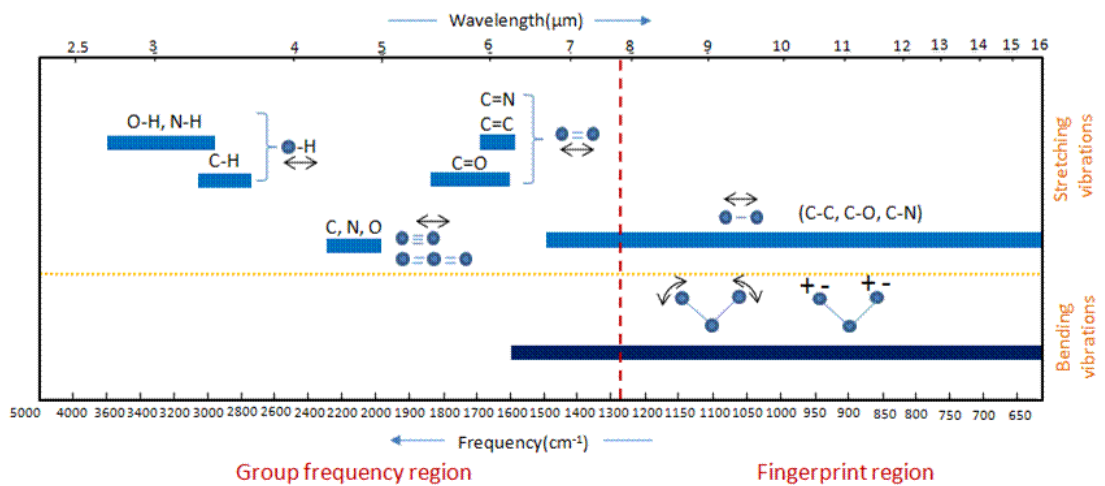 Wavelength(μm)
2.5 3 4 5 6 7 8 9 10 11 12 13 14 15 16
C=N
O-H, N-H
C=C
-H
C-H
C=O
(C-C, C-O, C-N)
C, N, O
+ - + -
Stretching
vibrations
Bending
vibrations
5000 4000 3600 3200 3000 2800 2600 2400 2200 2000 1900 1800 1700 1600 1500 1400 1300 1200 1150 1100 1050 1000 950 900 850 800 750 700 650
Frequency(cm-1)
Group frequency region
Fingerprint region